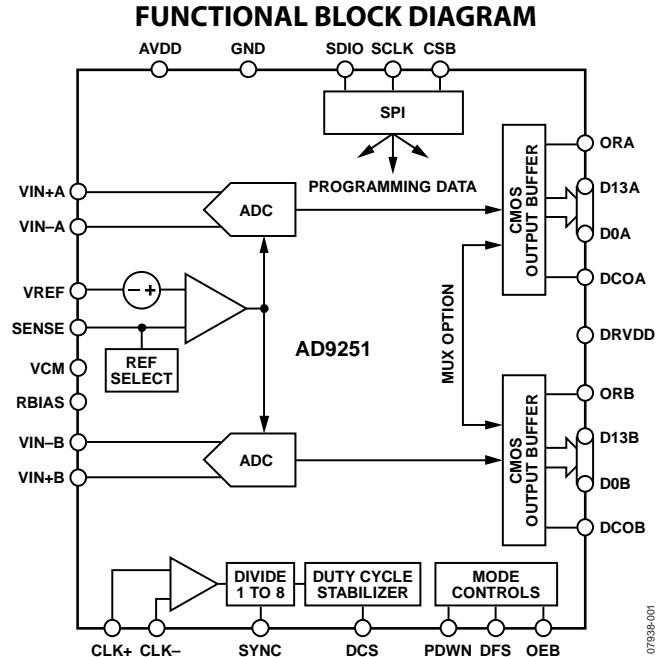 FUNCTIONAL BLOCK DIAGRAM
AVDD
GND
SDIO
SCLK
CSB
SPI
PROGRAMMING DATA
VIN+A
VIN–A
ADC
VREF
– +
SENSE
REF
SELECT
VCM
RBIAS
AD9251
MUX OPTION
VIN–B
VIN+B
ADC
CMOS
OUTPUT BUFFER
ORA
D13A
D0A
DCOA
DRVDD
CMOS
OUTPUT BUFFER
ORB
D13B
D0B
DCOB
DIVIDE
1 TO 8
DUTY CYCLE
STABILIZER
MODE
CONTROLS
CLK+
CLK–
SYNC
DCS
PDWN
DFS
OEB
07938-001